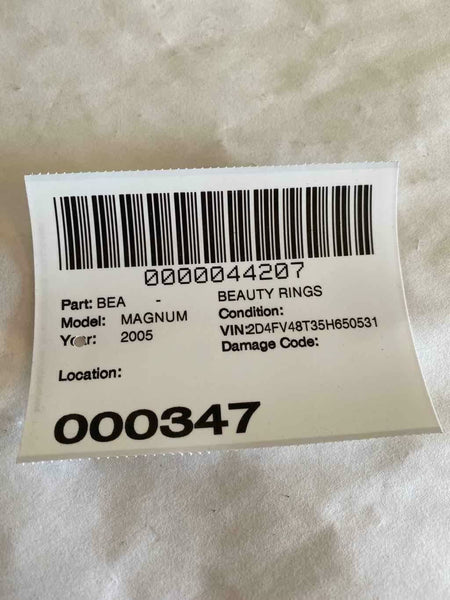 0000044207
Part: BEA - BEAUTY RINGS
Model: MAGNUM Condition:
Year: 2005 VIN:2D4FV48T35H650531
Damage Code:
Location:
000347